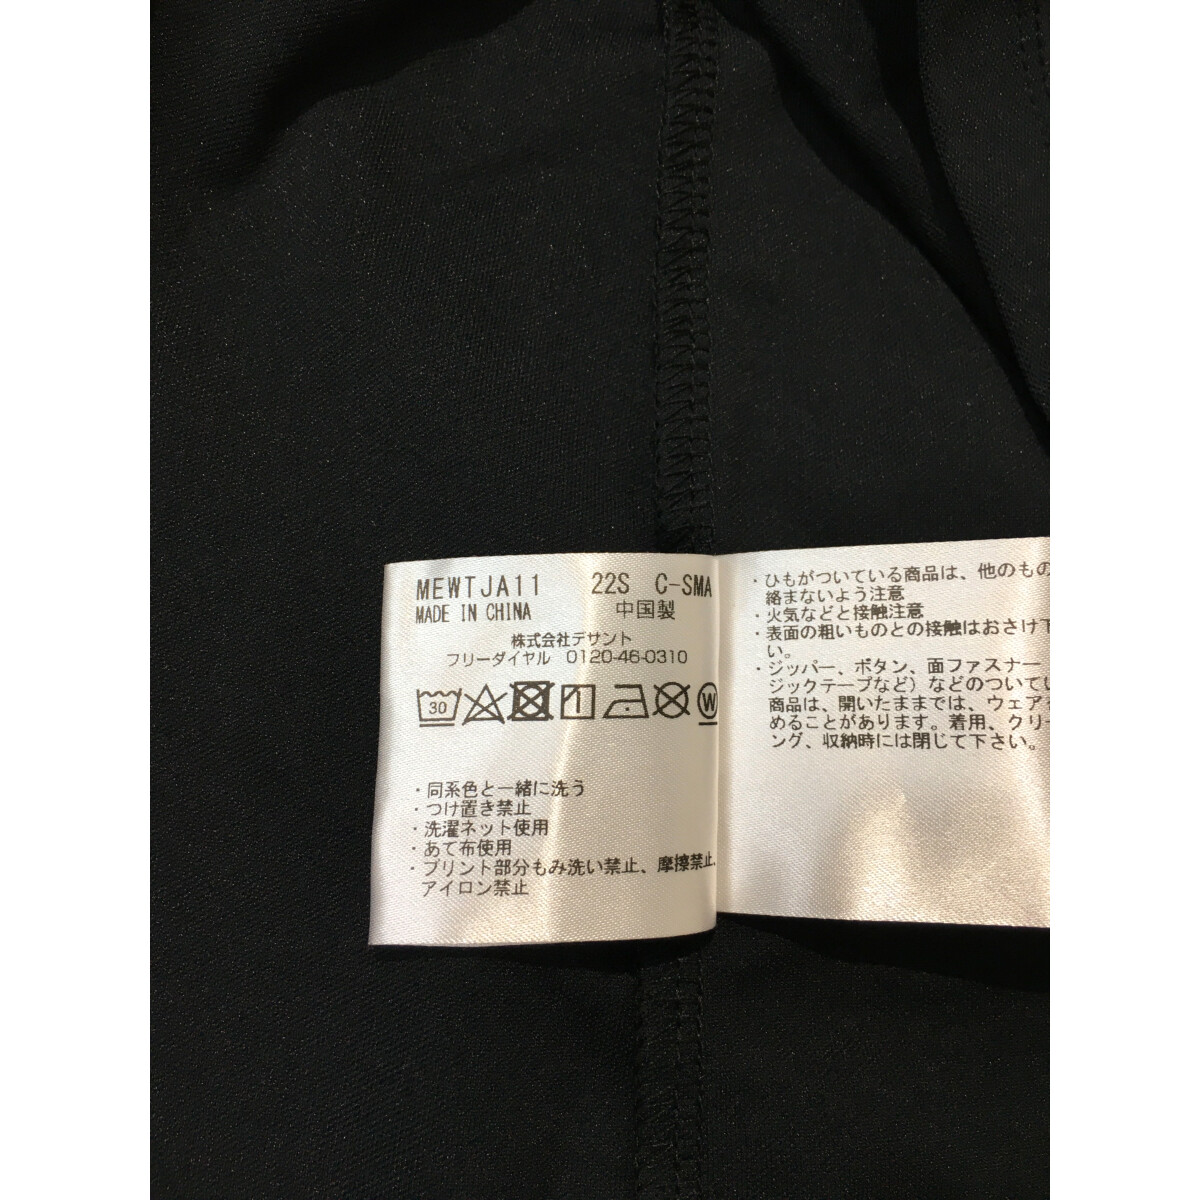 MEWTJA11 22S C-SMA
MADE IN CHINA 中国製
株式会社デサント
フリーダイヤル 0120-46-0310
30 W
・同系色と一緒に洗う
・つけ置き禁止
・洗濯ネット使用
・あて布使用
・プリント部分もみ洗い禁止、摩擦禁止、
アイロン禁止
・ひもがついている商品は、他のもの
絡まないよう注意
・火気などと接触注意
・表面の粗いものとの接触はおさけ下
い。
・ジッパー、ボタン、面ファスナー
ジックテープなど）などのついてい
商品は、開いたままでは、ウェアを
めることがあります。着用、クリー
ング、収納時には閉じて下さい。